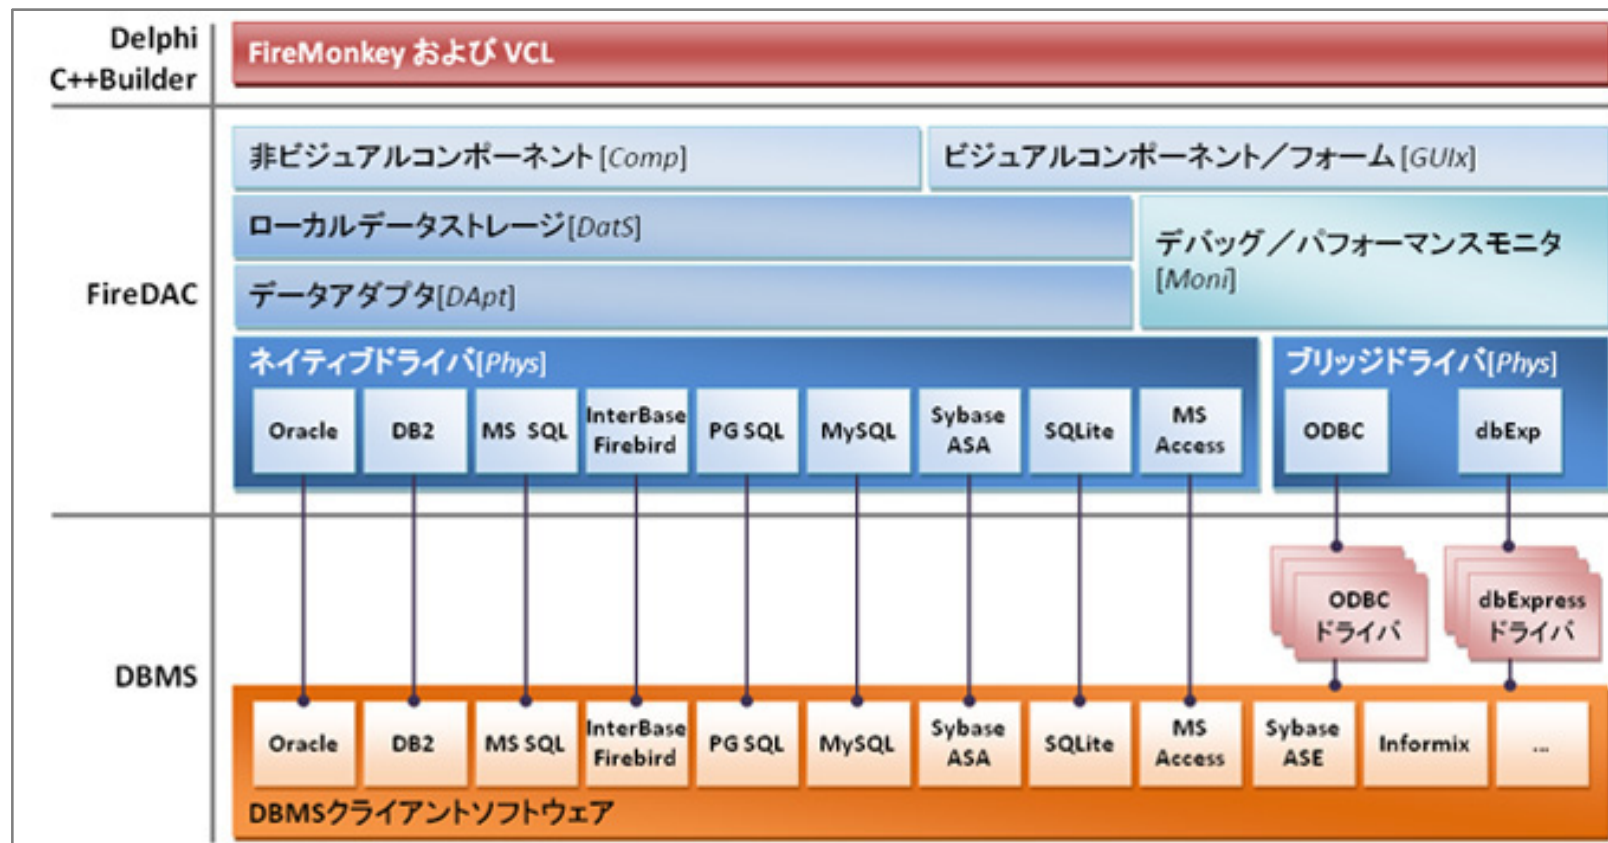 Delphi
C++Builder
FireMonkey および VCL
非ビジュアルコンポーネント [Comp]
ビジュアルコンポーネント／フォーム [GUIx]
ローカルデータストレージ[DatS]
デバッグ／パフォーマンスモニタ
[Moni]
データアダプタ[DApt]
FireDAC
ネイティブドライバ[Phys]
ブリッジドライバ[Phys]
Oracle
DB2
MS SQL
InterBase
Firebird
PG SQL
MySQL
Sybase
ASA
SQLite
MS
Access
ODBC
dbExp
ODBC
ドライバ
dbExpress
ドライバ
DBMS
Oracle
DB2
MS SQL
InterBase
Firebird
PG SQL
MySQL
Sybase
ASA
SQLite
MS
Access
Sybase
ASE
Informix
...
DBMSクライアントソフトウェア